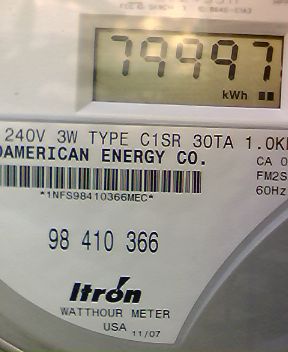 79997
kWh
240V 3W TYPE C1SR 30TA 1.0K
AMERICAN ENERGY CO.
CA 0
FM2S
60Hz
*1NFS98410366MEC*
98 410 366
Itrón
WATTHOUR METER
USA 11/07